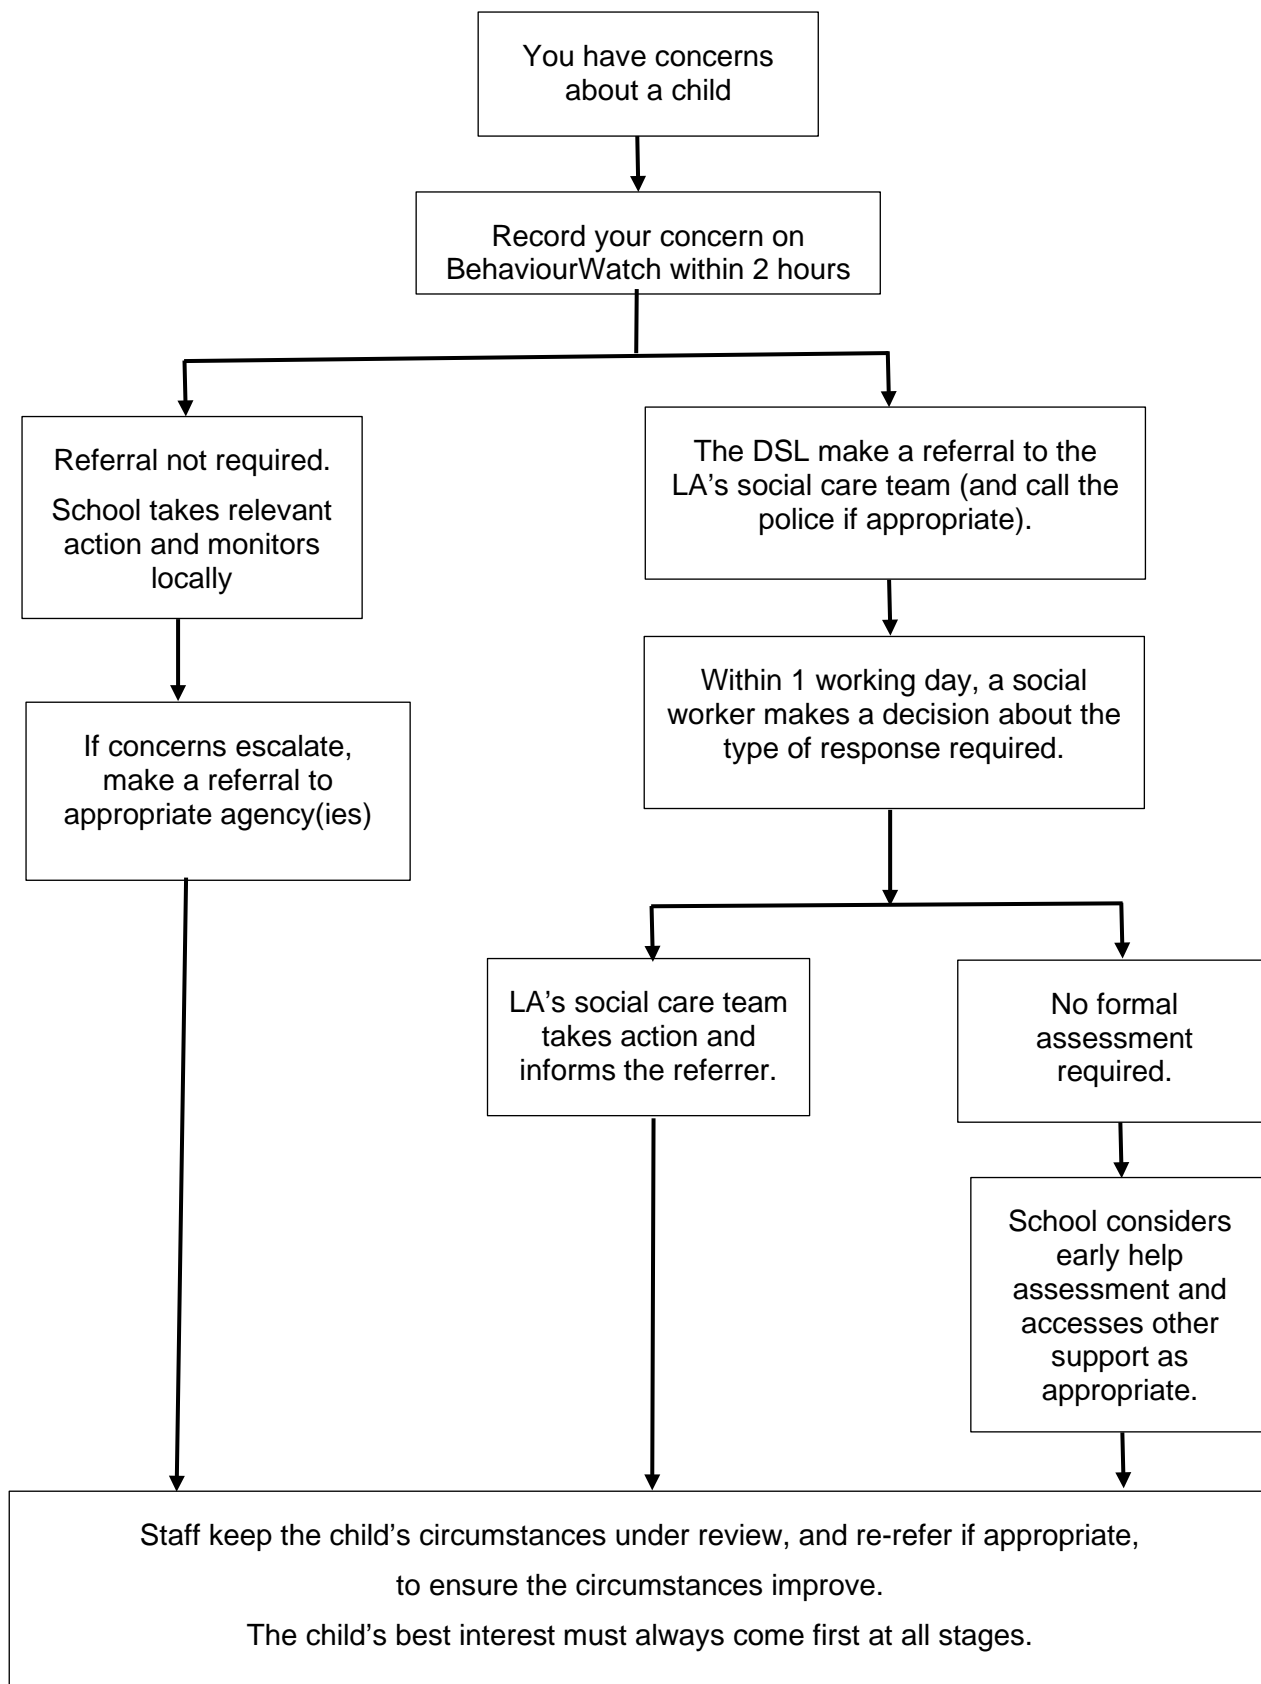 You have concerns
about a child
Record your concern on
BehaviourWatch within 2 hours
Referral not required.
School takes relevant
action and monitors
locally
If concerns escalate,
make a referral to
appropriate agency(ies)
The DSL make a referral to the
LA’s social care team (and call the
police if appropriate).
Within 1 working day, a social
worker makes a decision about the
type of response required.
LA’s social care team
takes action and
informs the referrer.
No formal
assessment
required.
School considers
early help
assessment and
accesses other
support as
appropriate.
Staff keep the child’s circumstances under review, and re-refer if appropriate,
to ensure the circumstances improve.
The child’s best interest must always come first at all stages.